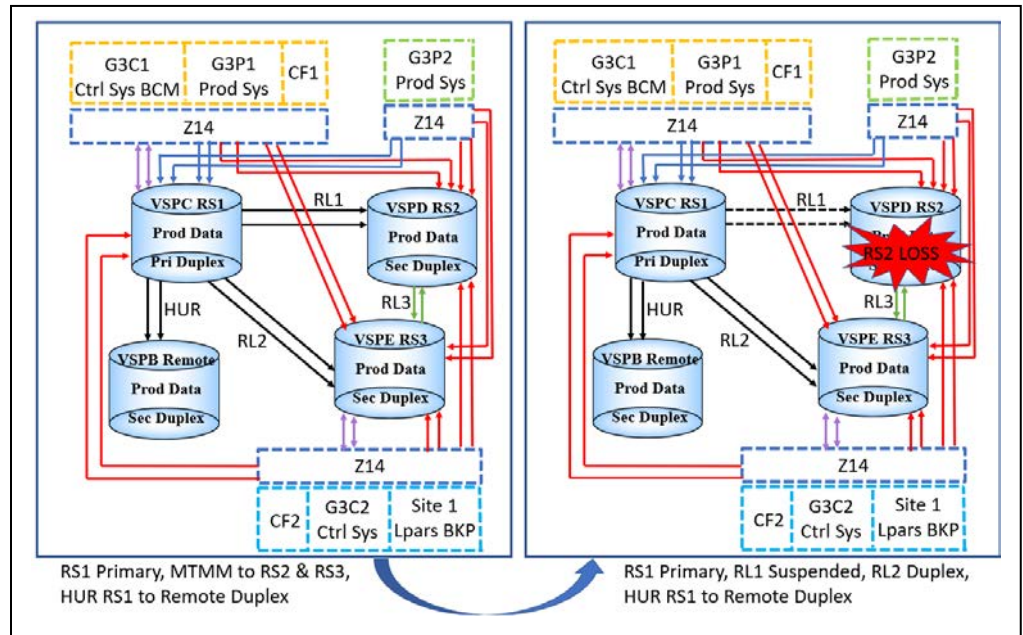 G3C1
Ctrl Sys BCM
G3P1
Prod Sys
CF1
G3P2
Prod Sys
Z14
Z14
VSPC RS1
Prod Data
Pri Duplex
RL1
VSPD RS2
Prod Data
Sec Duplex
HUR
RL2
RL3
VSPB Remote
Prod Data
Sec Duplex
VSPE RS3
Prod Data
Sec Duplex
Z14
CF2
G3C2
Ctrl Sys
Site 1
Lpars BKP
RS1 Primary, MTMM to RS2 & RS3,
HUR RS1 to Remote Duplex
G3C1
Ctrl Sys BCM
G3P1
Prod Sys
CF1
G3P2
Prod Sys
Z14
Z14
VSPC RS1
Prod Data
Pri Duplex
RL1
VSPD RS2
RS2 LOSS
HUR
RL2
RL3
VSPB Remote
Prod Data
Sec Duplex
VSPE RS3
Prod Data
Sec Duplex
Z14
CF2
G3C2
Ctrl Sys
Site 1
Lpars BKP
RS1 Primary, RL1 Suspended, RL2 Duplex,
HUR RS1 to Remote Duplex